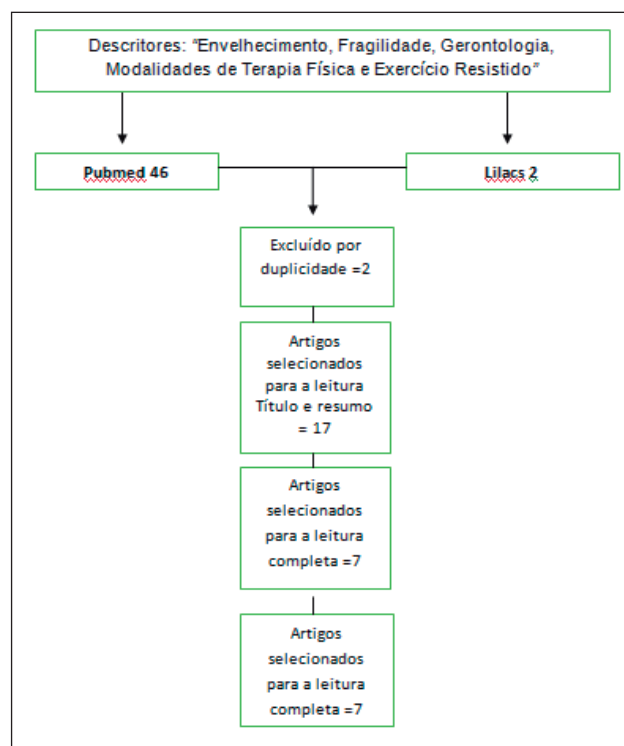 Descritores: "Envelhecimento, Fragilidade, Gerontologia,
Modalidades de Terapia Física e Exercício Resistido"
Pubmed 46
Lilacs 2
Excluído por
duplicidade =2
Artigos
selecionados
para a leitura
Título e resumo
= 17
Artigos
selecionados
para a leitura
completa =7
Artigos
selecionados
para a leitura
completa =7